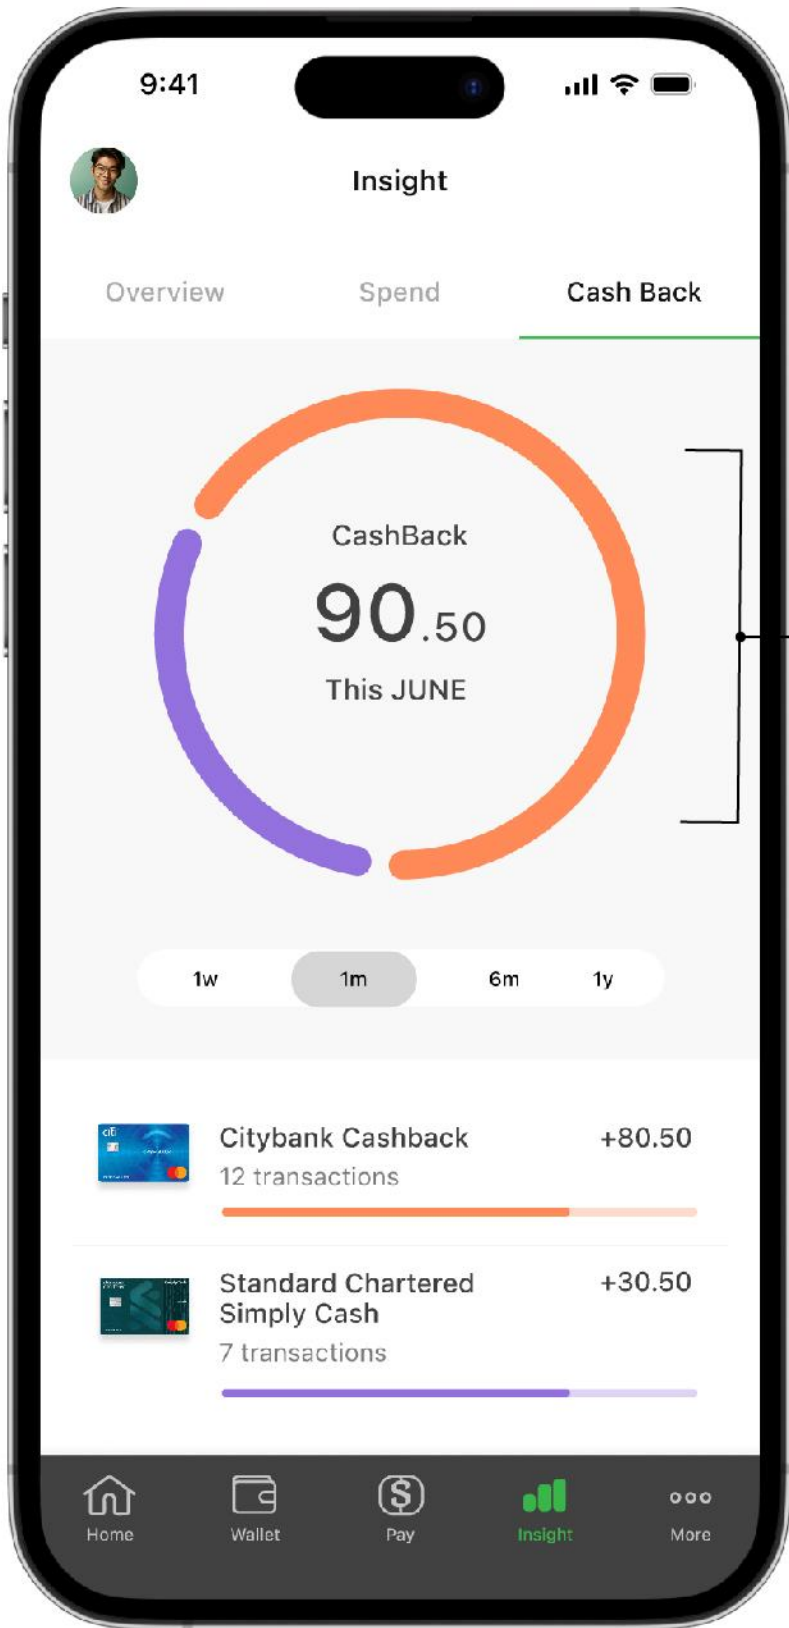 9:41
Insight
Overview Spend Cash Back
CashBack
90.50
This JUNE
1w 1m 6m 1y
citi
Citybank Cashback +80.50
12 transactions
Standard Chartered +30.50
Simply Cash
7 transactions
Home Wallet Pay Insight More